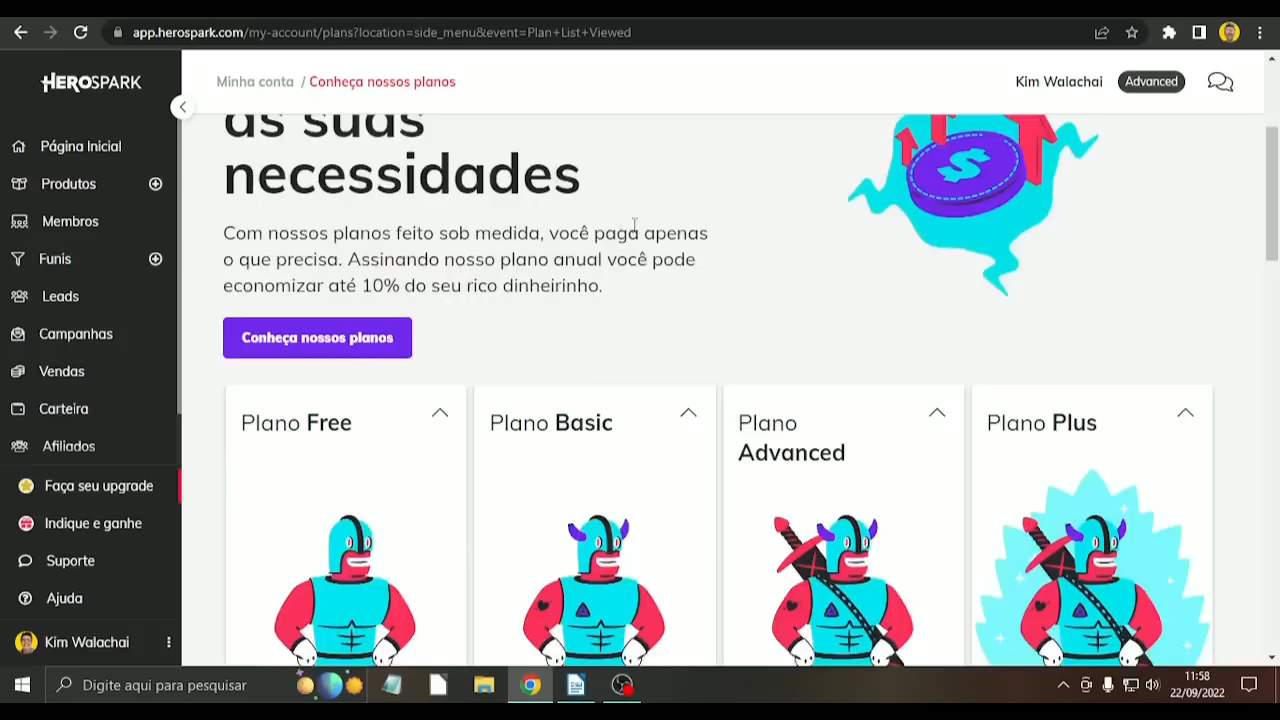 app.herospark.com/my-account/plans?location=side_menu&event=Plan+List+Viewed
HEROSPARK
Minha conta / Conheça nossos planos
Kim Walachai
Advanced
Página Inicial
Produtos
Membros
Funis
Leads
Campanhas
Vendas
Carteira
Afiliados
Faça seu upgrade
Indique e ganhe
Suporte
Ajuda
Kim Walachai
as suas
necessidades
Com nossos planos feito sob medida, você paga apenas
o que precisa. Assinando nosso plano anual você pode
economizar até 10% do seu rico dinheirinho.
Conheça nossos planos
Plano Free
Plano Basic
Plano
Advanced
Plano Plus
Digite aqui para pesquisar
11:58
22/09/2022